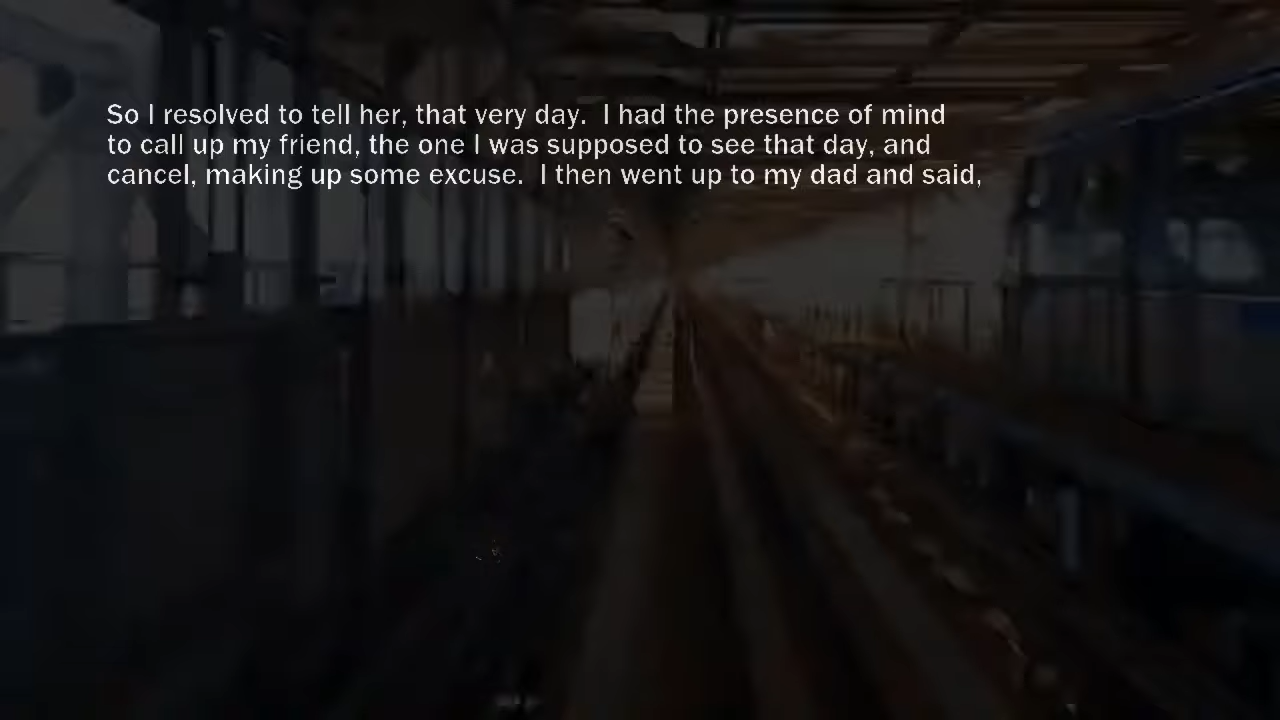 So I resolved to tell her, that very day.  I had the presence of mind
to call up my friend, the one I was supposed to see that day, and
cancel, making up some excuse.  I then went up to my dad and said,